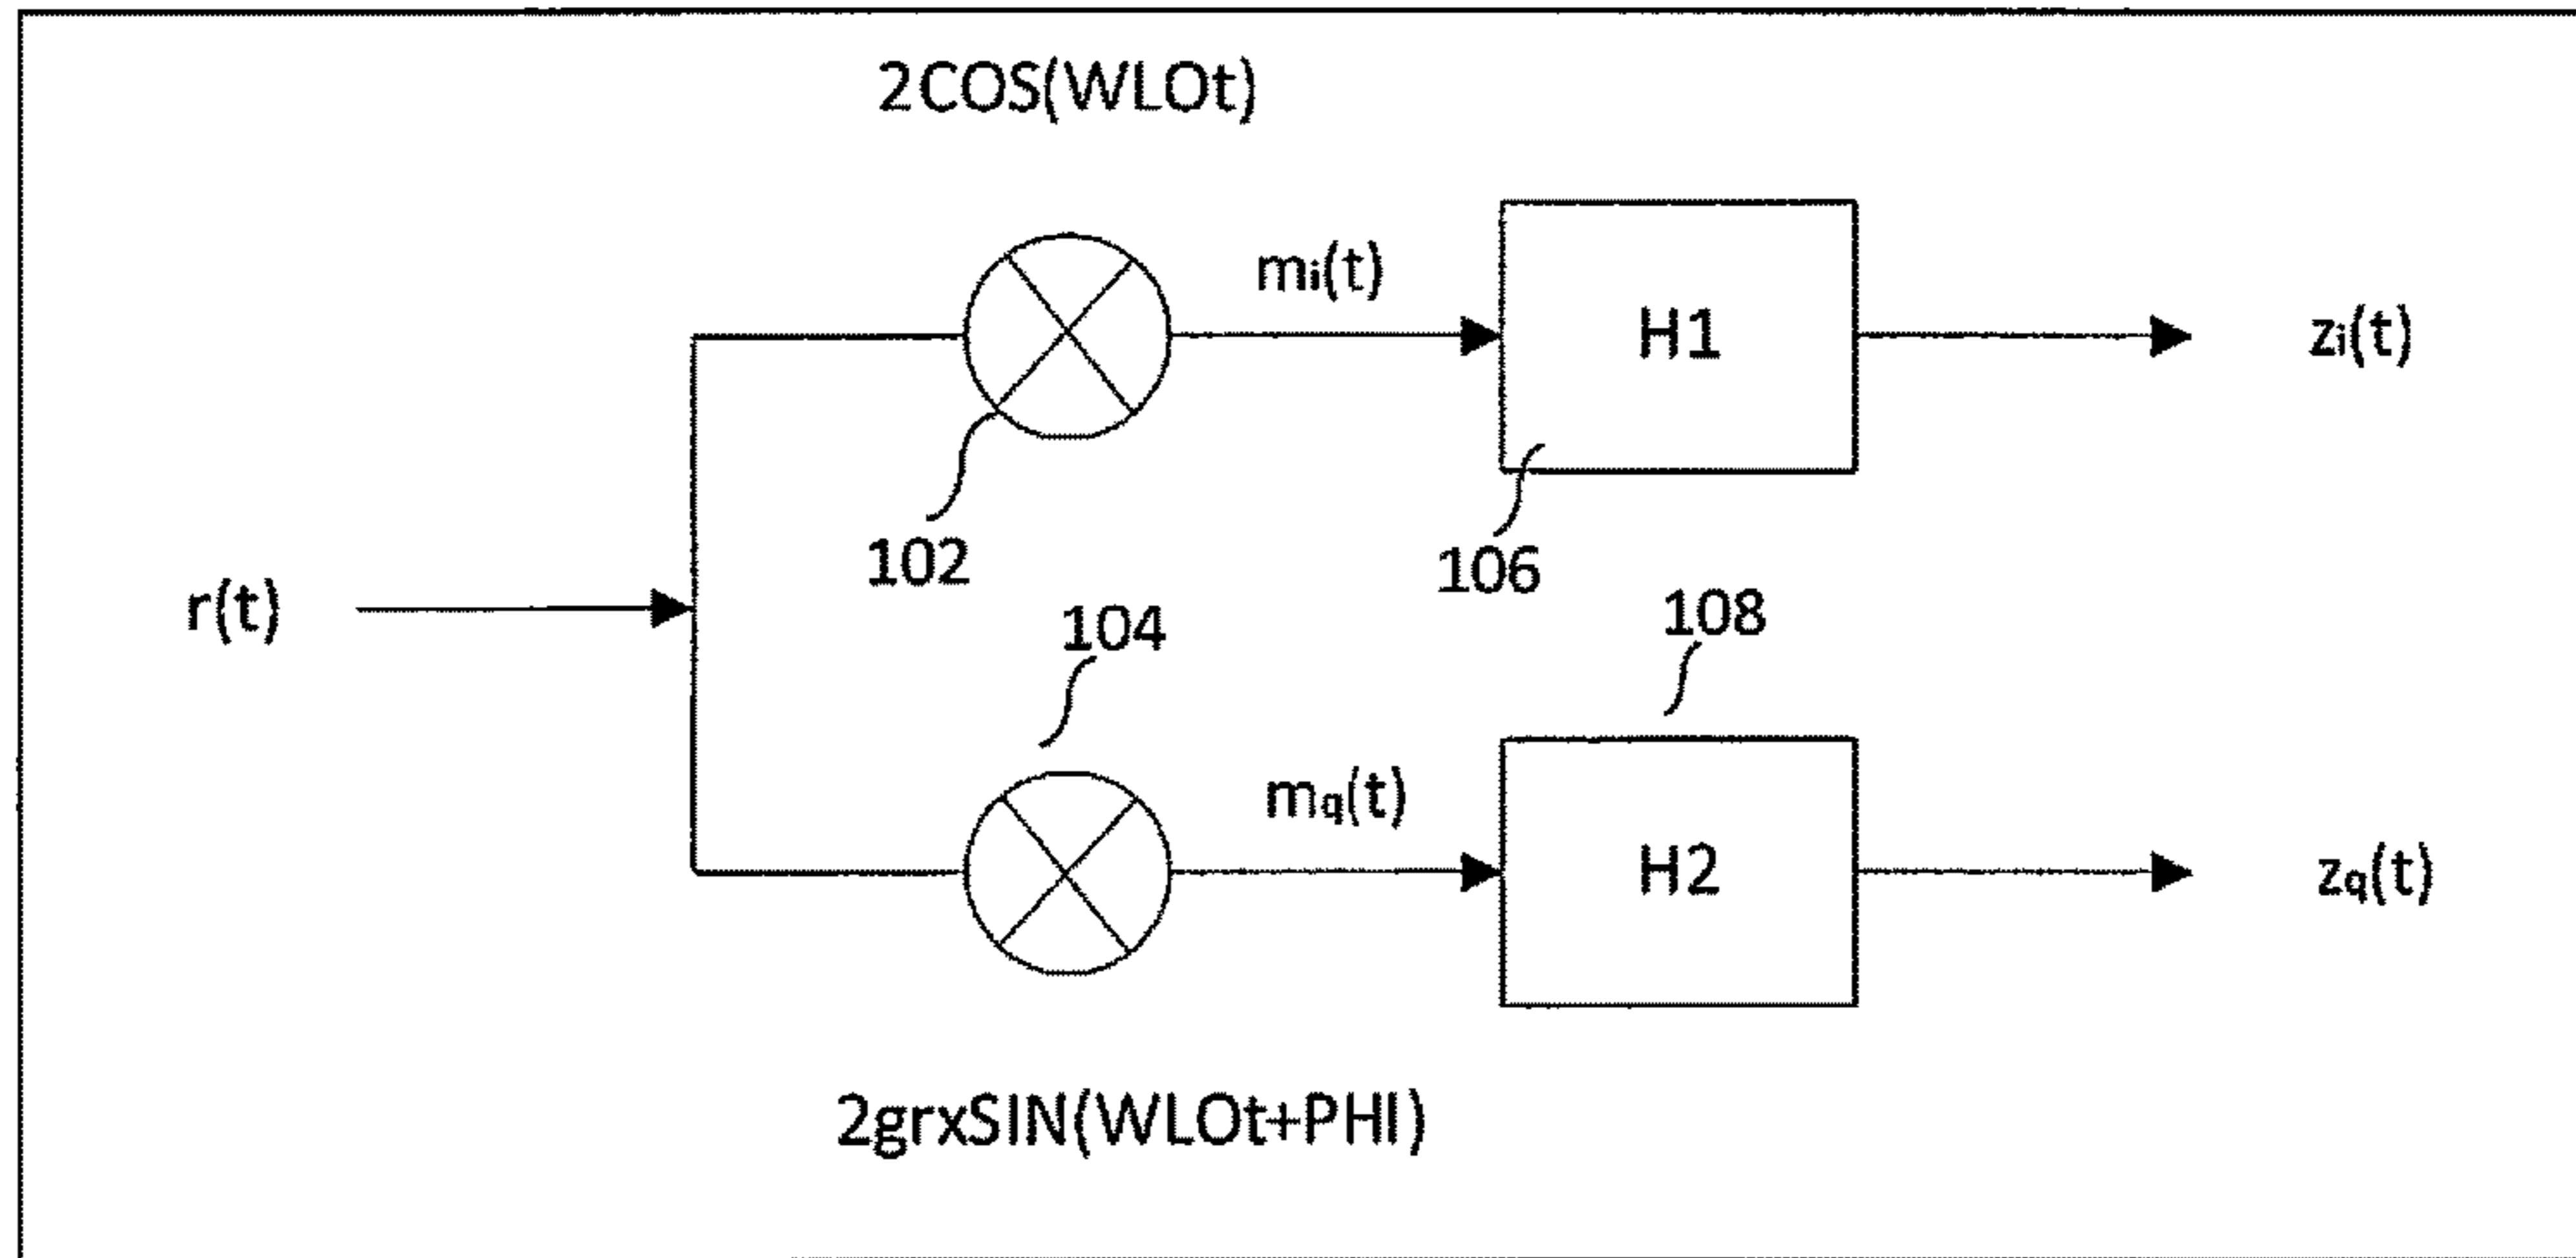 2COS(WLOt)
mi(t)
H1
zi(t)
102
106
r(t)
104
108
mq(t)
H2
zq(t)
2grxSIN(WLOt+PHI)